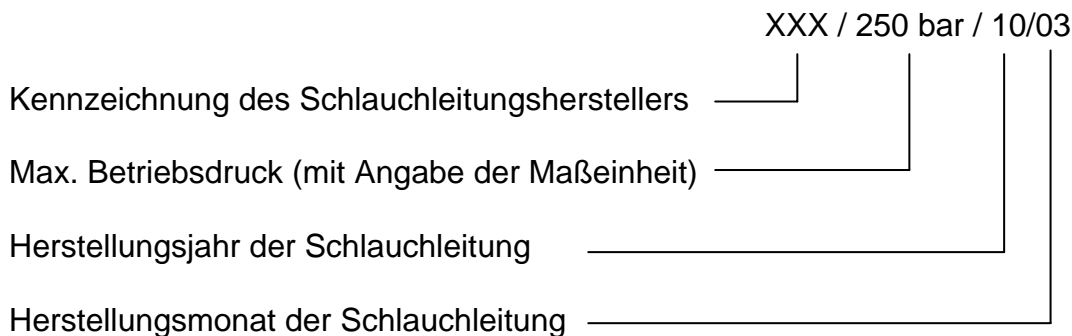 XXX / 250 bar / 10/03
Kennzeichnung des Schlauchleitungsherstellers
Max. Betriebsdruck (mit Angabe der Maßeinheit)
Herstellungsjahr der Schlauchleitung
Herstellungsmonat der Schlauchleitung